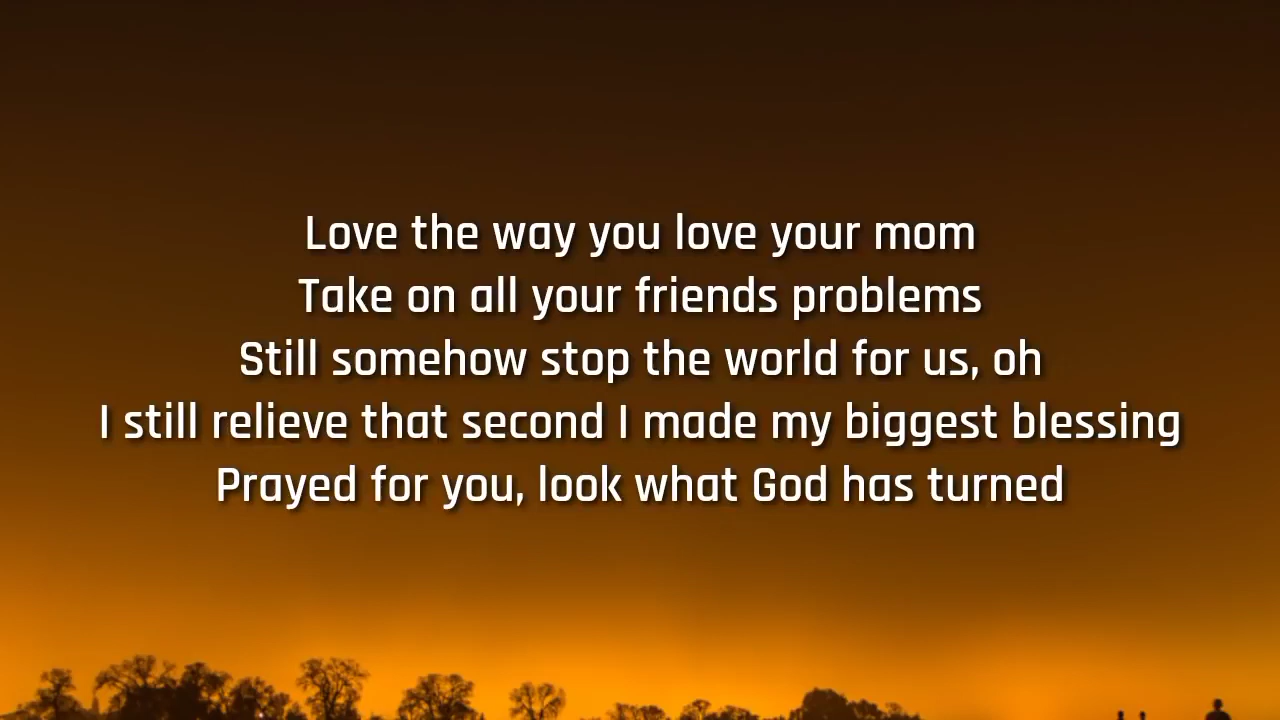 Love the way you love your mom
Take on all your friends problems
Still somehow stop the world for us, oh
I still relieve that second I made my biggest blessing
Prayed for you, look what God has turned